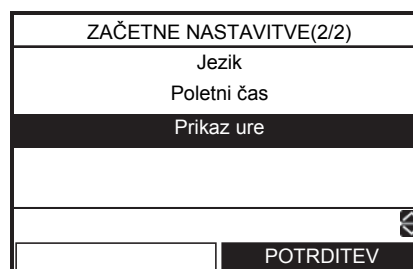 ZAČETNE NASTAVITVE(2/2)
Jezik
Poletni čas
Prikaz ure
POTRDITEV